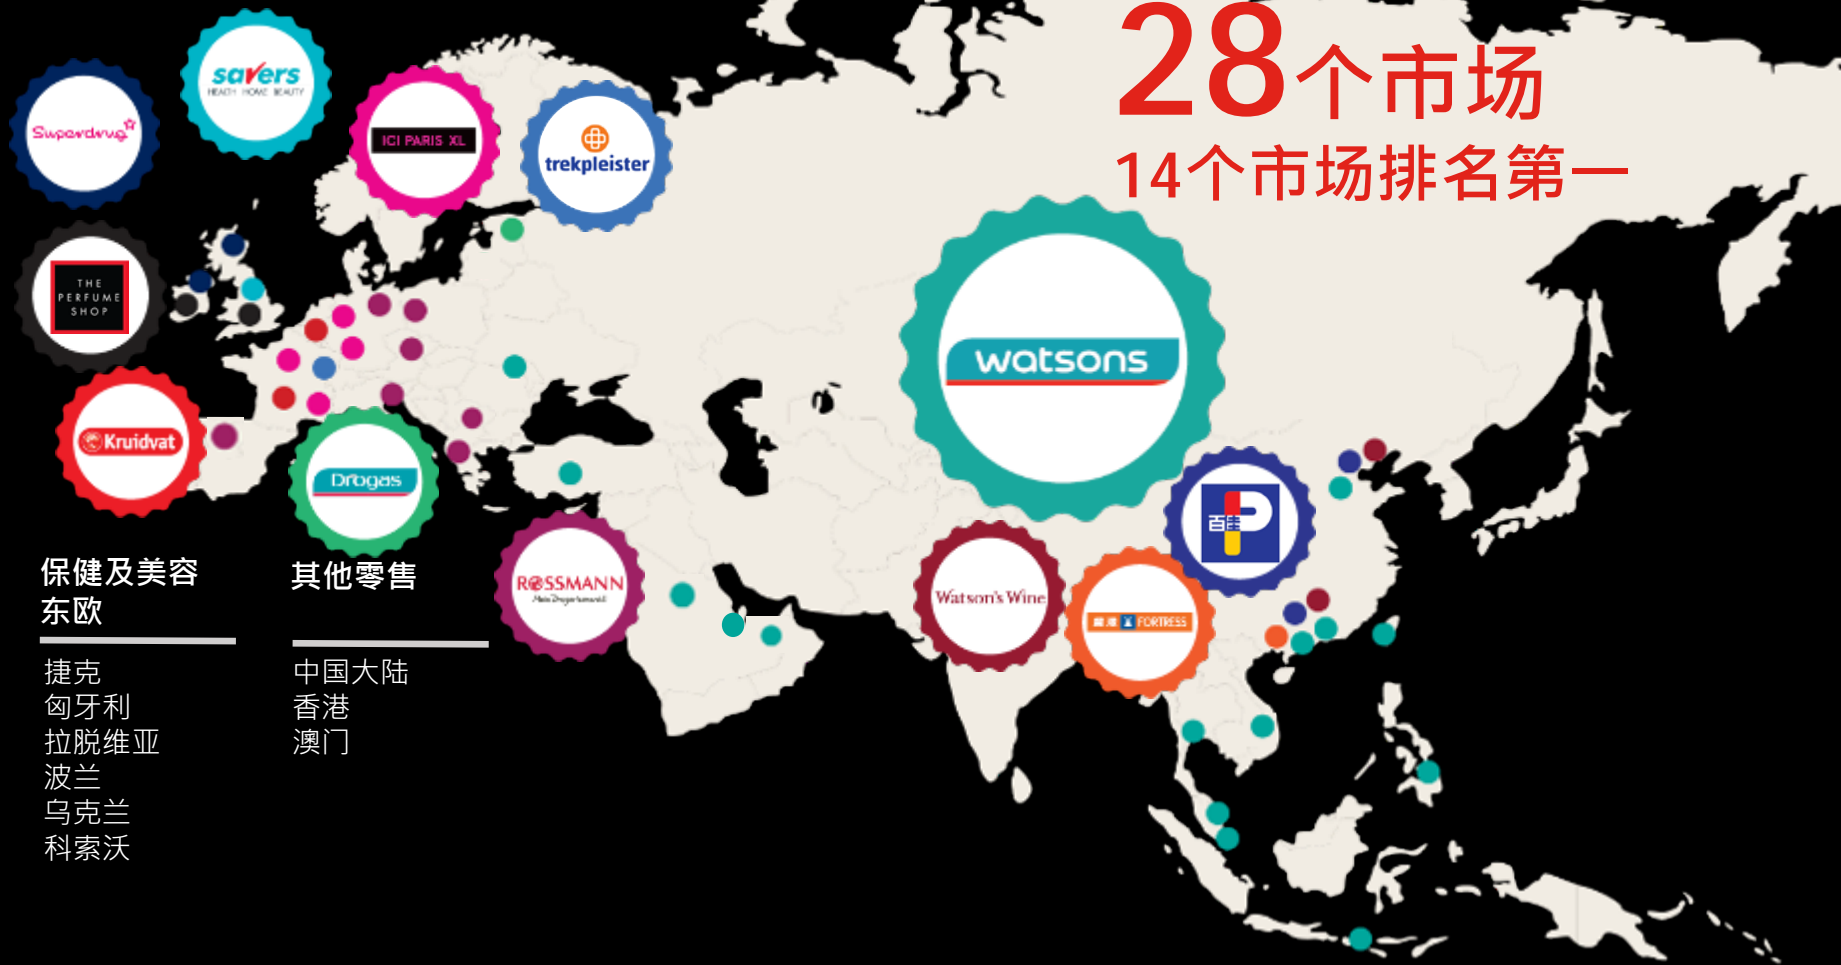 28个市场
14个市场排名第一
savers
HEALTH HOME BEAUTY
Superdrug
ICI PARIS XL
trekpleister
THE
PERFUME
SHOP
watsons
Kruidvat
Drogas
百佳
ROSSMANN
Watson's Wine
FORTRESS
保健及美容
东欧
捷克
匈牙利
拉脱维亚
波兰
乌克兰
科索沃
其他零售
中国大陆
香港
澳门